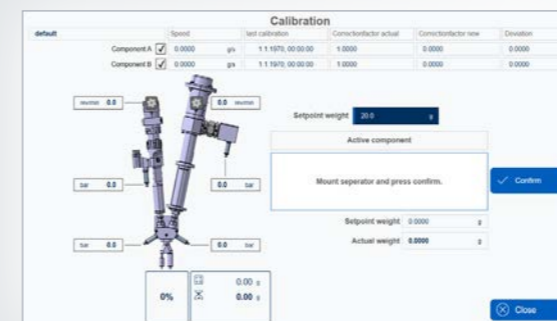 Calibration
default Speed last calibration Correctionfactor actual Correctionfactor new Deviation
Component A 0.0000 g/s 1.1.1970, 00:00:00 1.0000 0.0000 0.0000
Component B 0.0000 g/s 1.1.1970, 00:00:00 1.0000 0.0000 0.0000
rev/min 0.0 0.0 rev/min
Setpoint weight 20.0 g
Active component
bar 0.0 0.0 bar
Mount seperator and press confirm.
Confirm
Setpoint weight 0.0000 g
Actual weight 0.0000 g
bar 0.0 0.0 bar
0.00 s
0% 0.00 s
Close